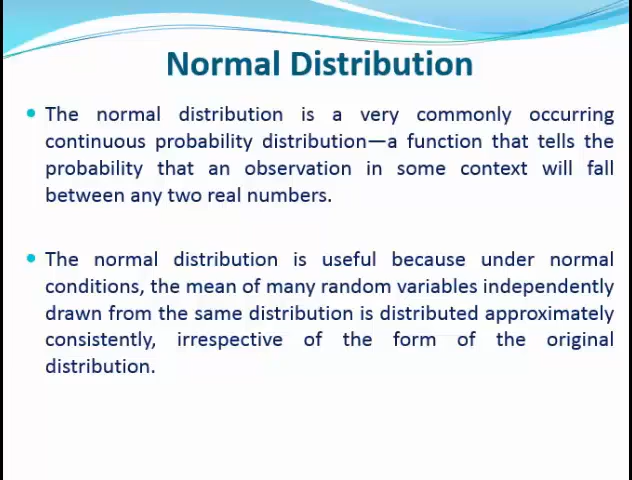 Normal Distribution
• The normal distribution is a very commonly occurring
continuous probability distribution—a function that tells the
probability that an observation in some context will fall
between any two real numbers.
• The normal distribution is useful because under normal
conditions, the mean of many random variables independently
drawn from the same distribution is distributed approximately
consistently, irrespective of the form of the original
distribution.